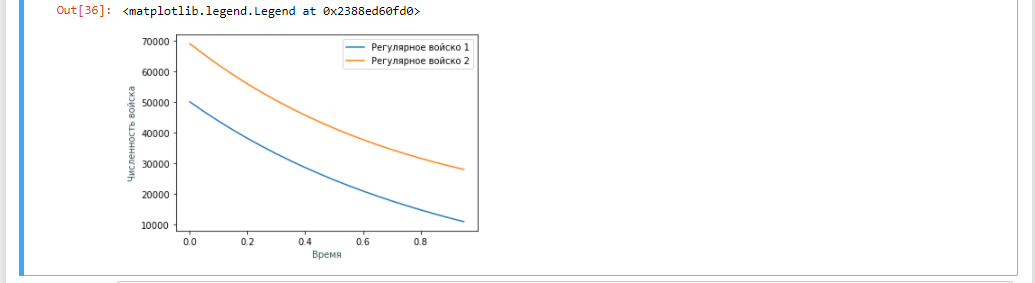 Out[36]: <matplotlib.legend.Legend at 0x2388ed60fd0>
Регулярное войско 1
Регулярное войско 2
70000
60000
50000
40000
30000
20000
10000
Численность войска
0.0 0.2 0.4 0.6 0.8
Время